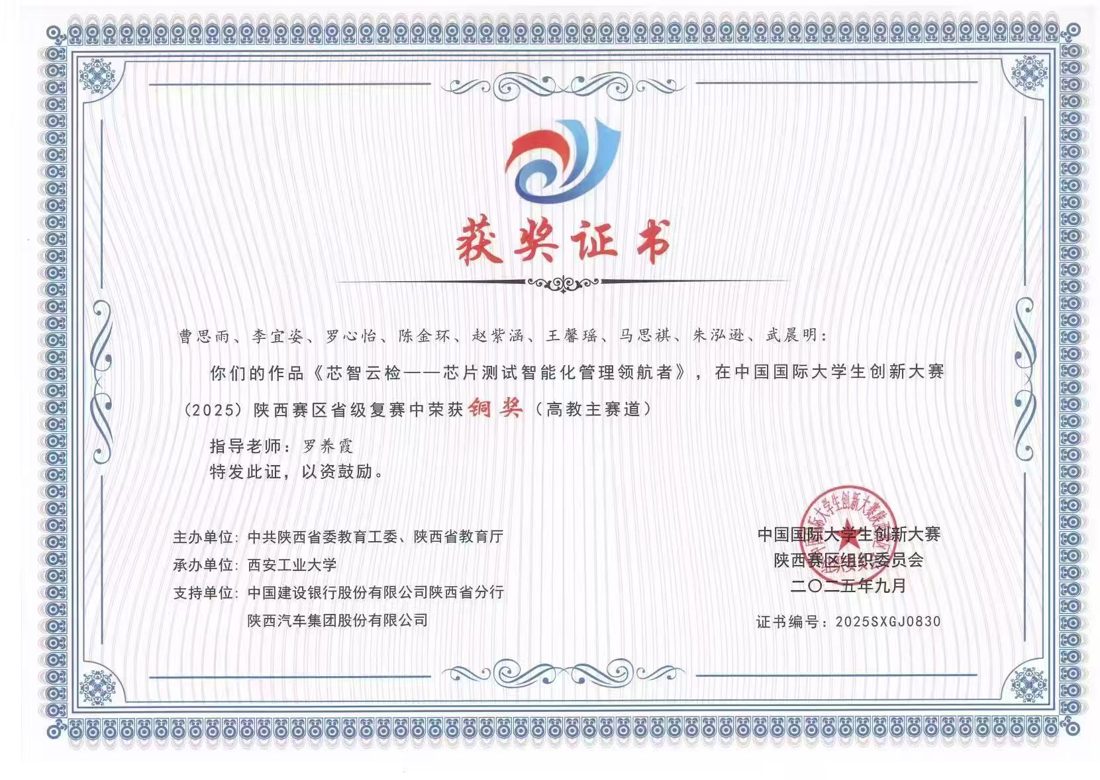 获奖证书
曹思雨、李宜姿、罗心怡、陈金环、赵紫涵、王馨瑶、马思祺、朱泓逊、武晨明：
你们的作品《芯智云检——芯片测试智能化管理领航者》，在中国国际大学生创新大赛
（2025）陕西赛区省级复赛中荣获铜奖（高教主赛道）
指导老师：罗养霞
特发此证，以资鼓励。
主办单位：中共陕西省委教育工委、陕西省教育厅
承办单位：西安工业大学
支持单位：中国建设银行股份有限公司陕西省分行
陕西汽车集团股份有限公司
中国国际大学生创新大赛
陕西赛区组织委员会
二〇二五年九月
证书编号：2025SXGJ0830